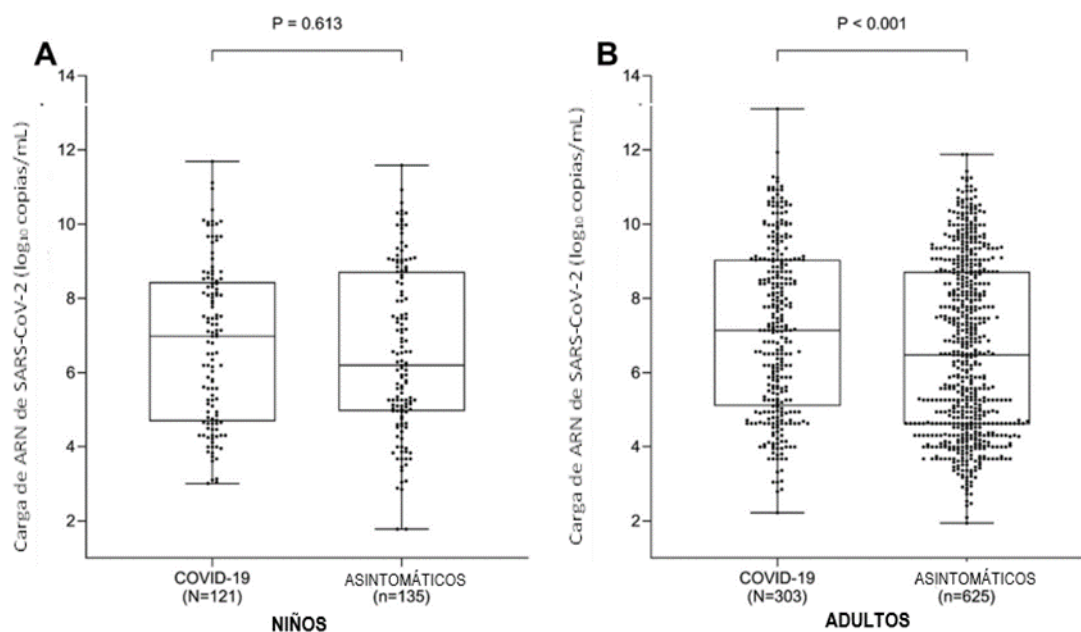 P = 0.613
A
14
12
10
8
6
4
2
Carga de ARN de SARS-CoV-2 (log₁₀ copias/mL)
COVID-19
(N=121)
ASINTOMÁTICOS
(n=135)
NIÑOS
P < 0.001
B
14
12
10
8
6
4
2
Carga de ARN de SARS-CoV-2 (log₁₀ copias/mL)
COVID-19
(N=303)
ASINTOMÁTICOS
(n=625)
ADULTOS